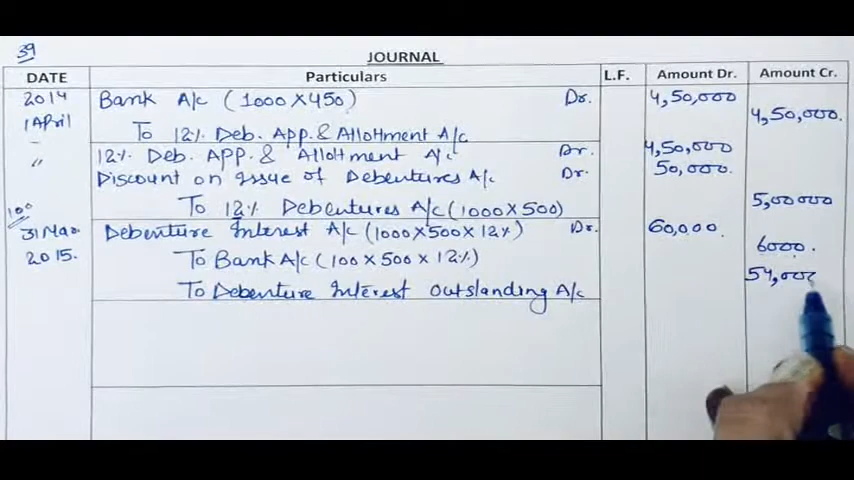 39
JOURNAL
DATE Particulars L.F. Amount Dr. Amount Cr.
2014 Bank A/c (1000×450) Dr. 4,50,000
1 April To 12% Deb. App. & Allotment A/c 4,50,000.
" 12% Deb. APP. & Allotment A/c Dr. 4,50,000
Discount on Issue of Debentures A/c Dr. 50,000.
100 To 12% Debentures A/c (1000×500) 5,00000
31 Mar. Debenture Interest A/c (1000×500×12%) Dr. 60,000.
2015. To Bank A/c (100×500×12%) 6000.
To Debenture Interest Outstanding A/c 54,000